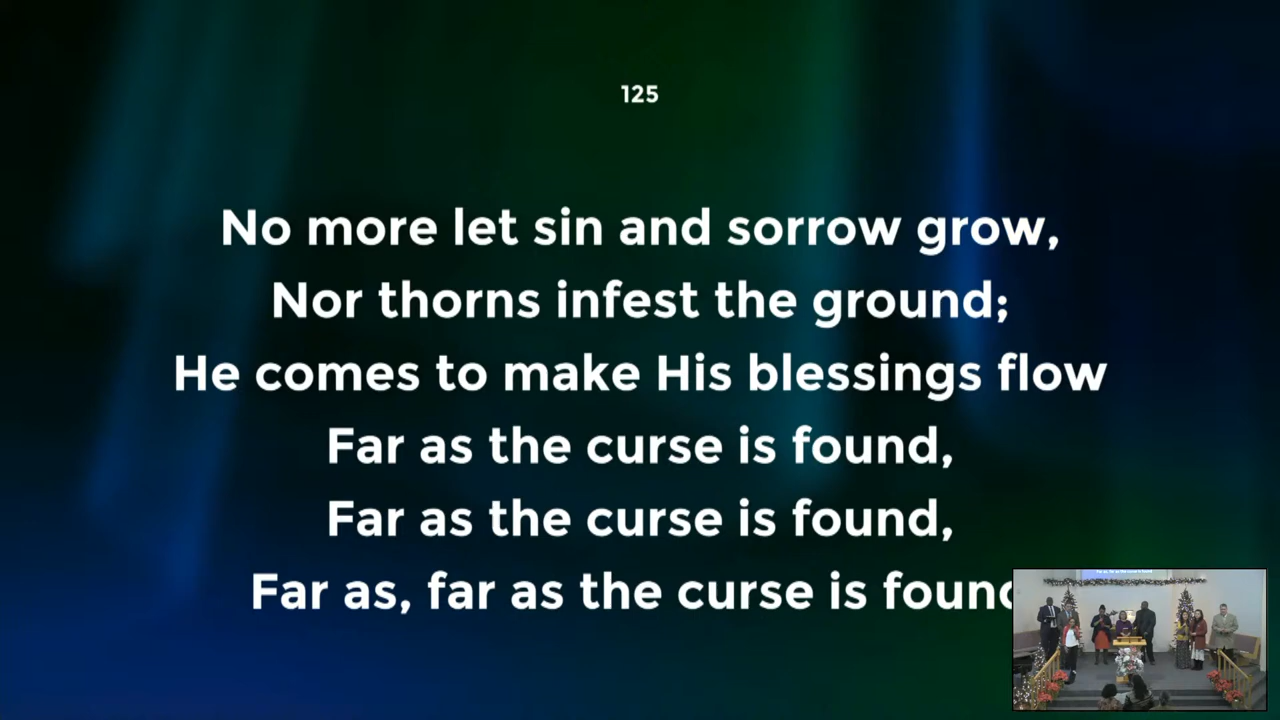 125
No more let sin and sorrow grow,
Nor thorns infest the ground;
He comes to make His blessings flow
Far as the curse is found,
Far as the curse is found,
Far as, far as the curse is found